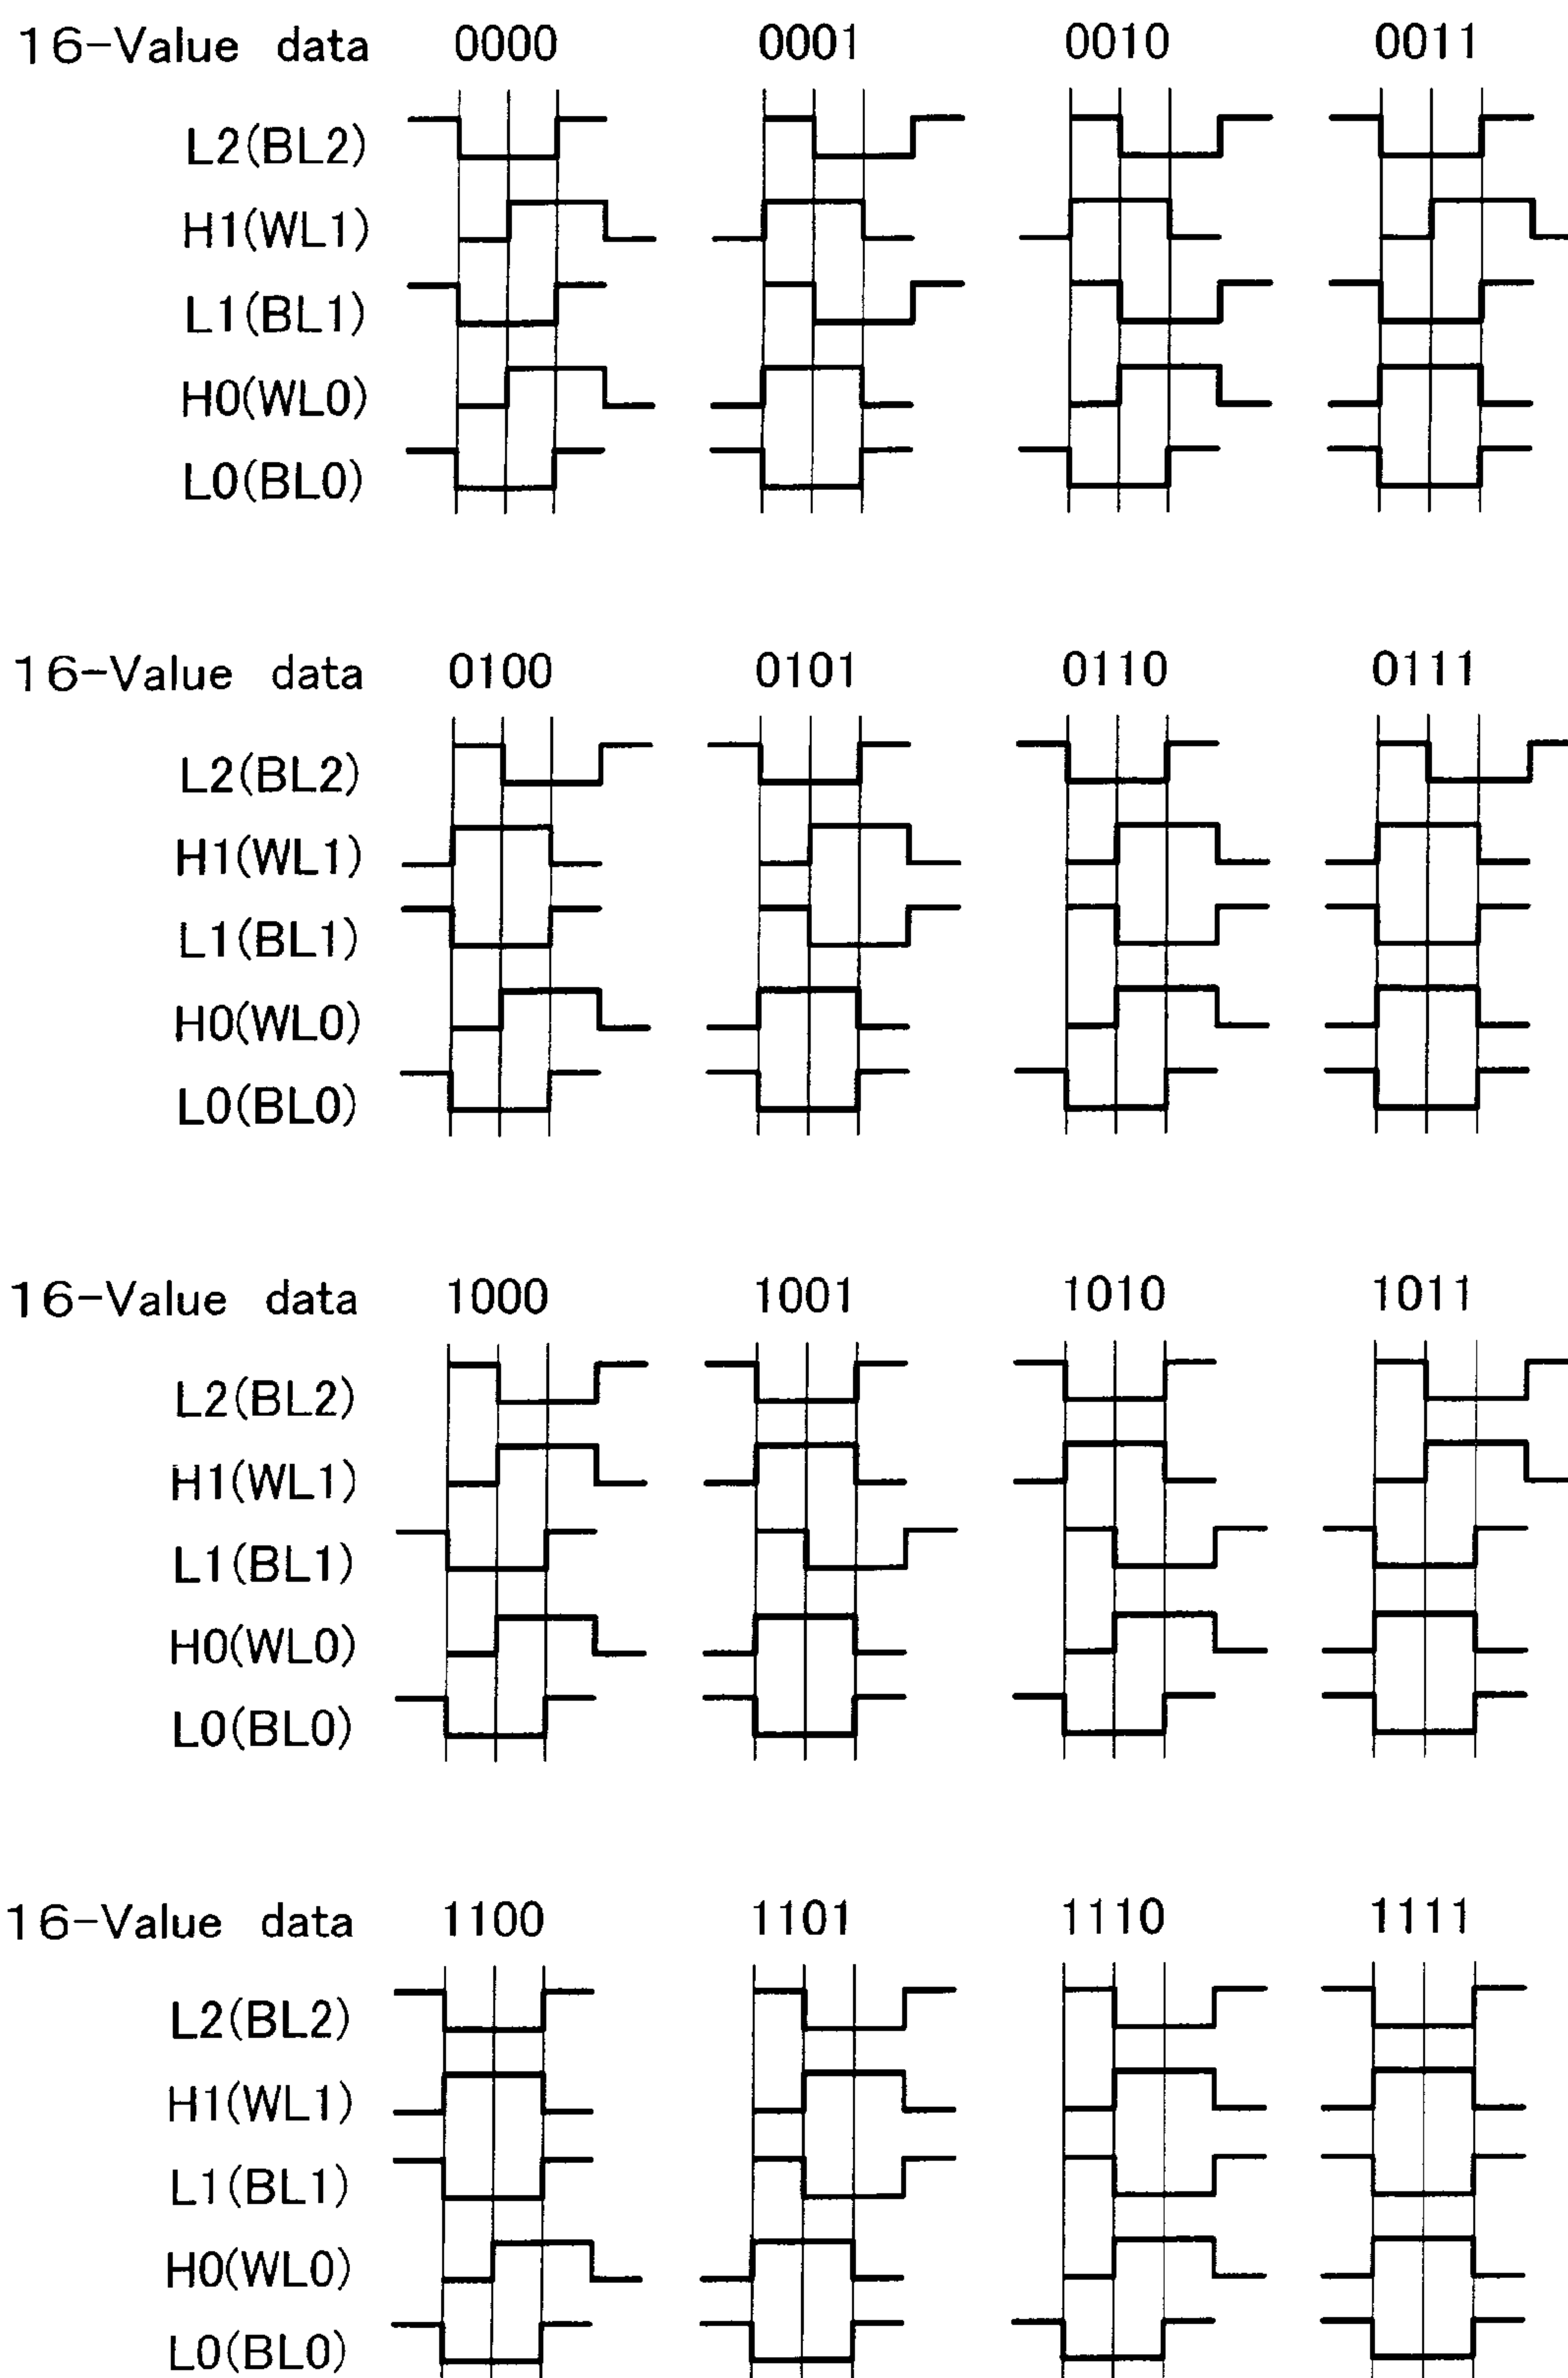 16-Value data 0000 0001 0010 0011
L2(BL2)
H1(WL1)
L1(BL1)
H0(WL0)
L0(BL0)
16-Value data 0100 0101 0110 0111
L2(BL2)
H1(WL1)
L1(BL1)
H0(WL0)
L0(BL0)
16-Value data 1000 1001 1010 1011
L2(BL2)
H1(WL1)
L1(BL1)
H0(WL0)
L0(BL0)
16-Value data 1100 1101 1110 1111
L2(BL2)
H1(WL1)
L1(BL1)
H0(WL0)
L0(BL0)